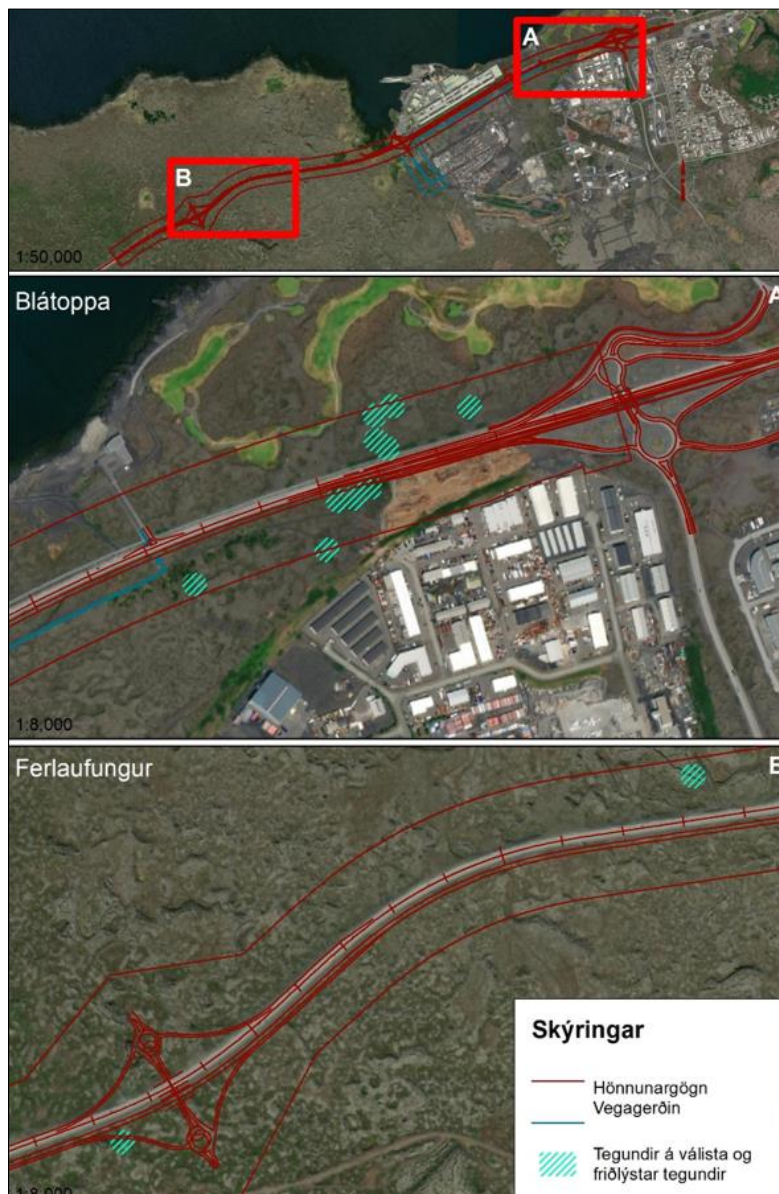 A
B
1:50,000
Blátoppa
A
1:8,000
Ferlaufungur
B
Skýringar
Hönnunargögn
Vegagerðin
Tegundir á válista og
friðlýstar tegundir
1:8,000